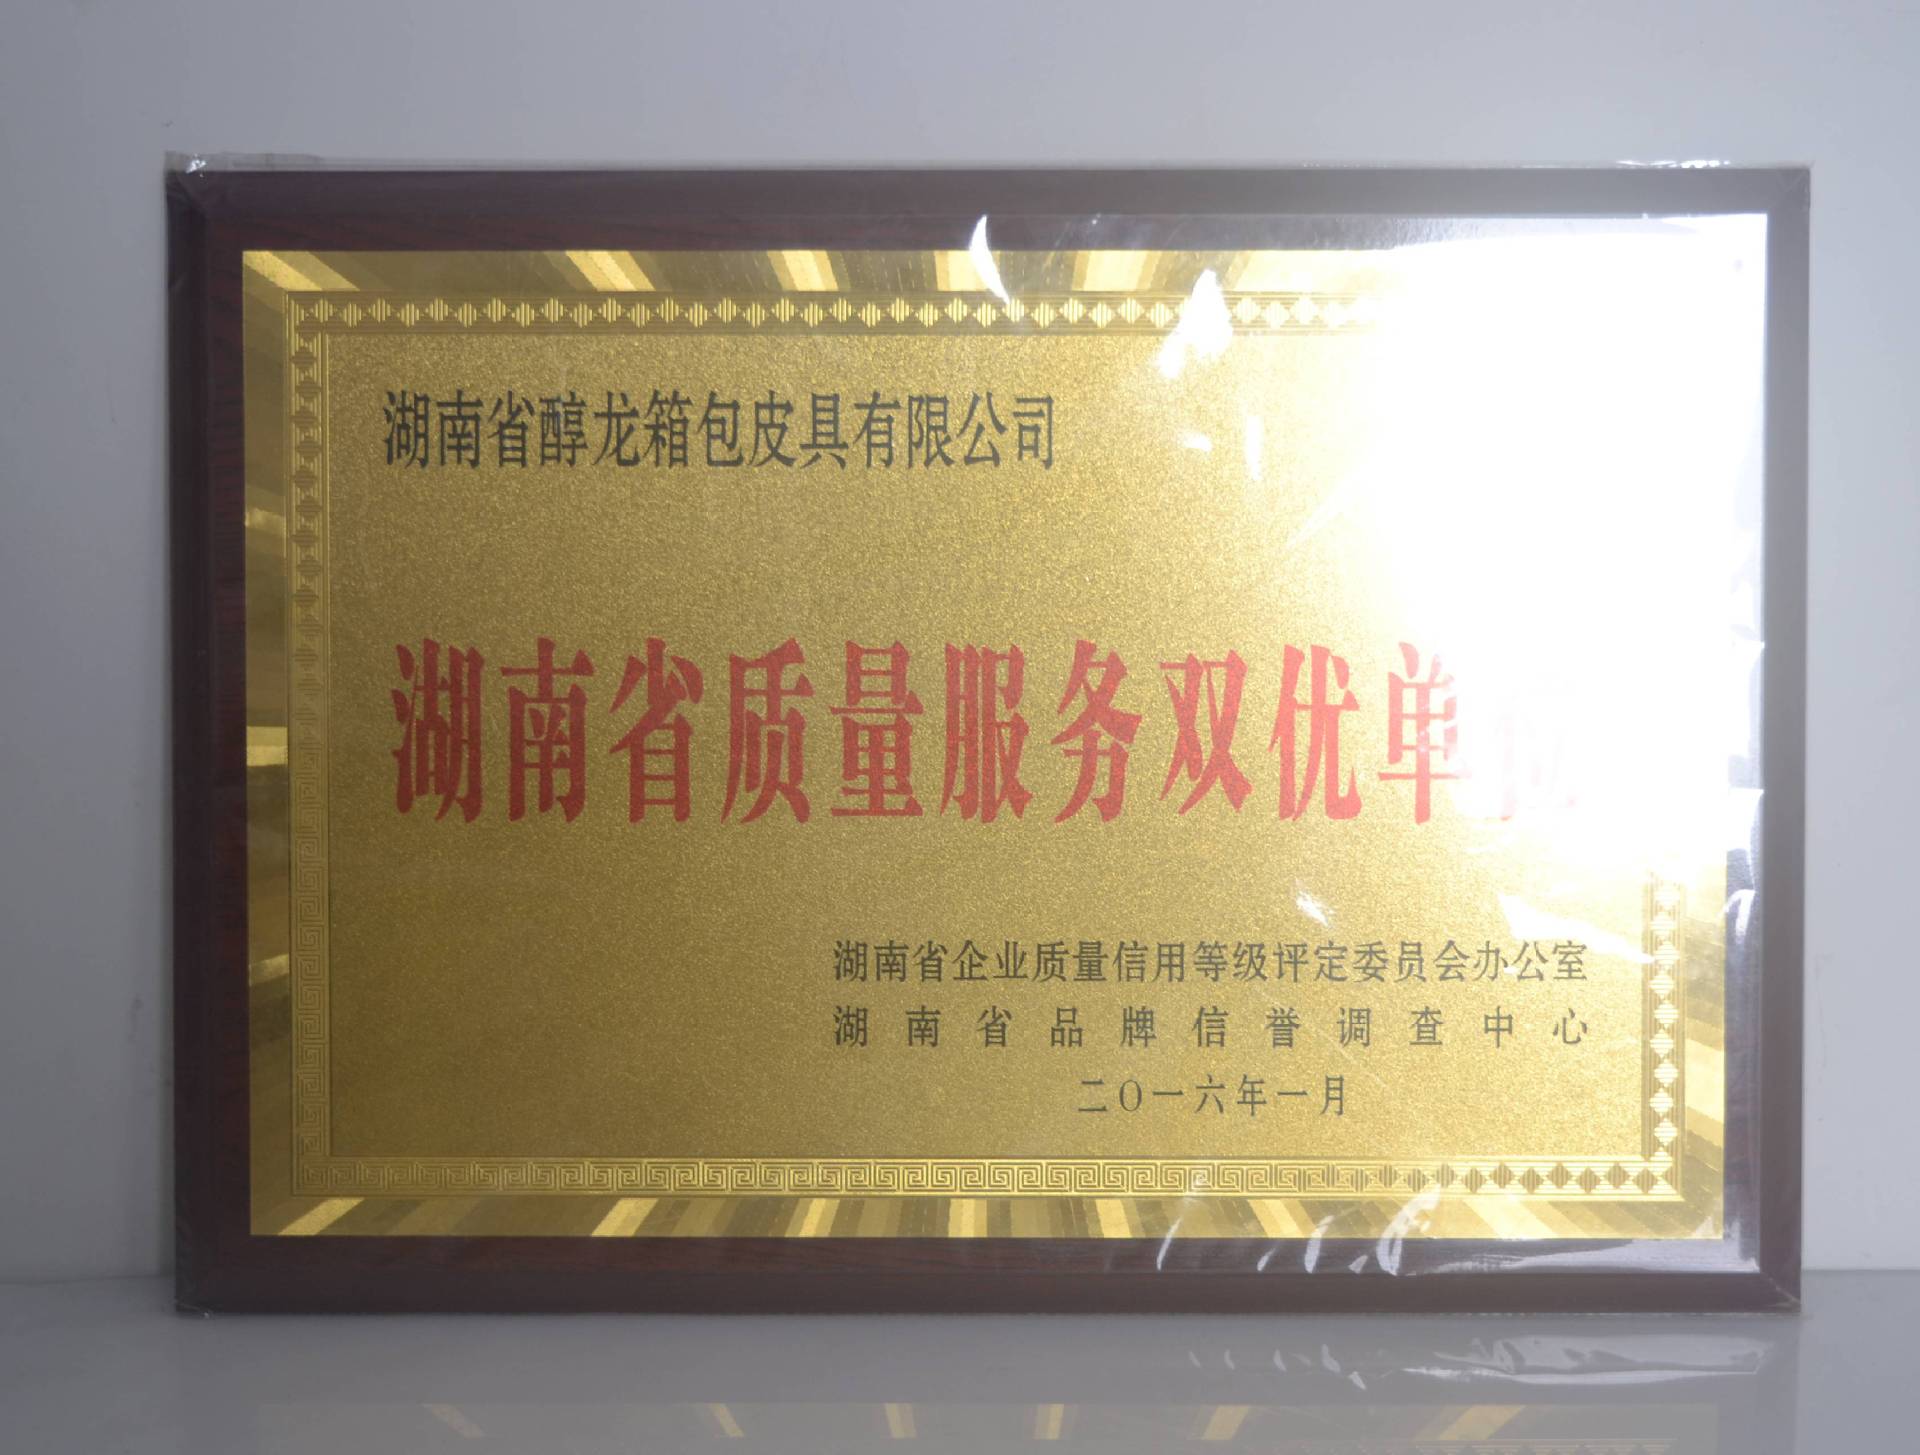 湖南省醇龙箱包皮具有限公司
湖南省质量服务双优单位
湖南省企业质量信用等级评定委员会办公室
湖南省品牌信誉调查中心
二〇一六年一月